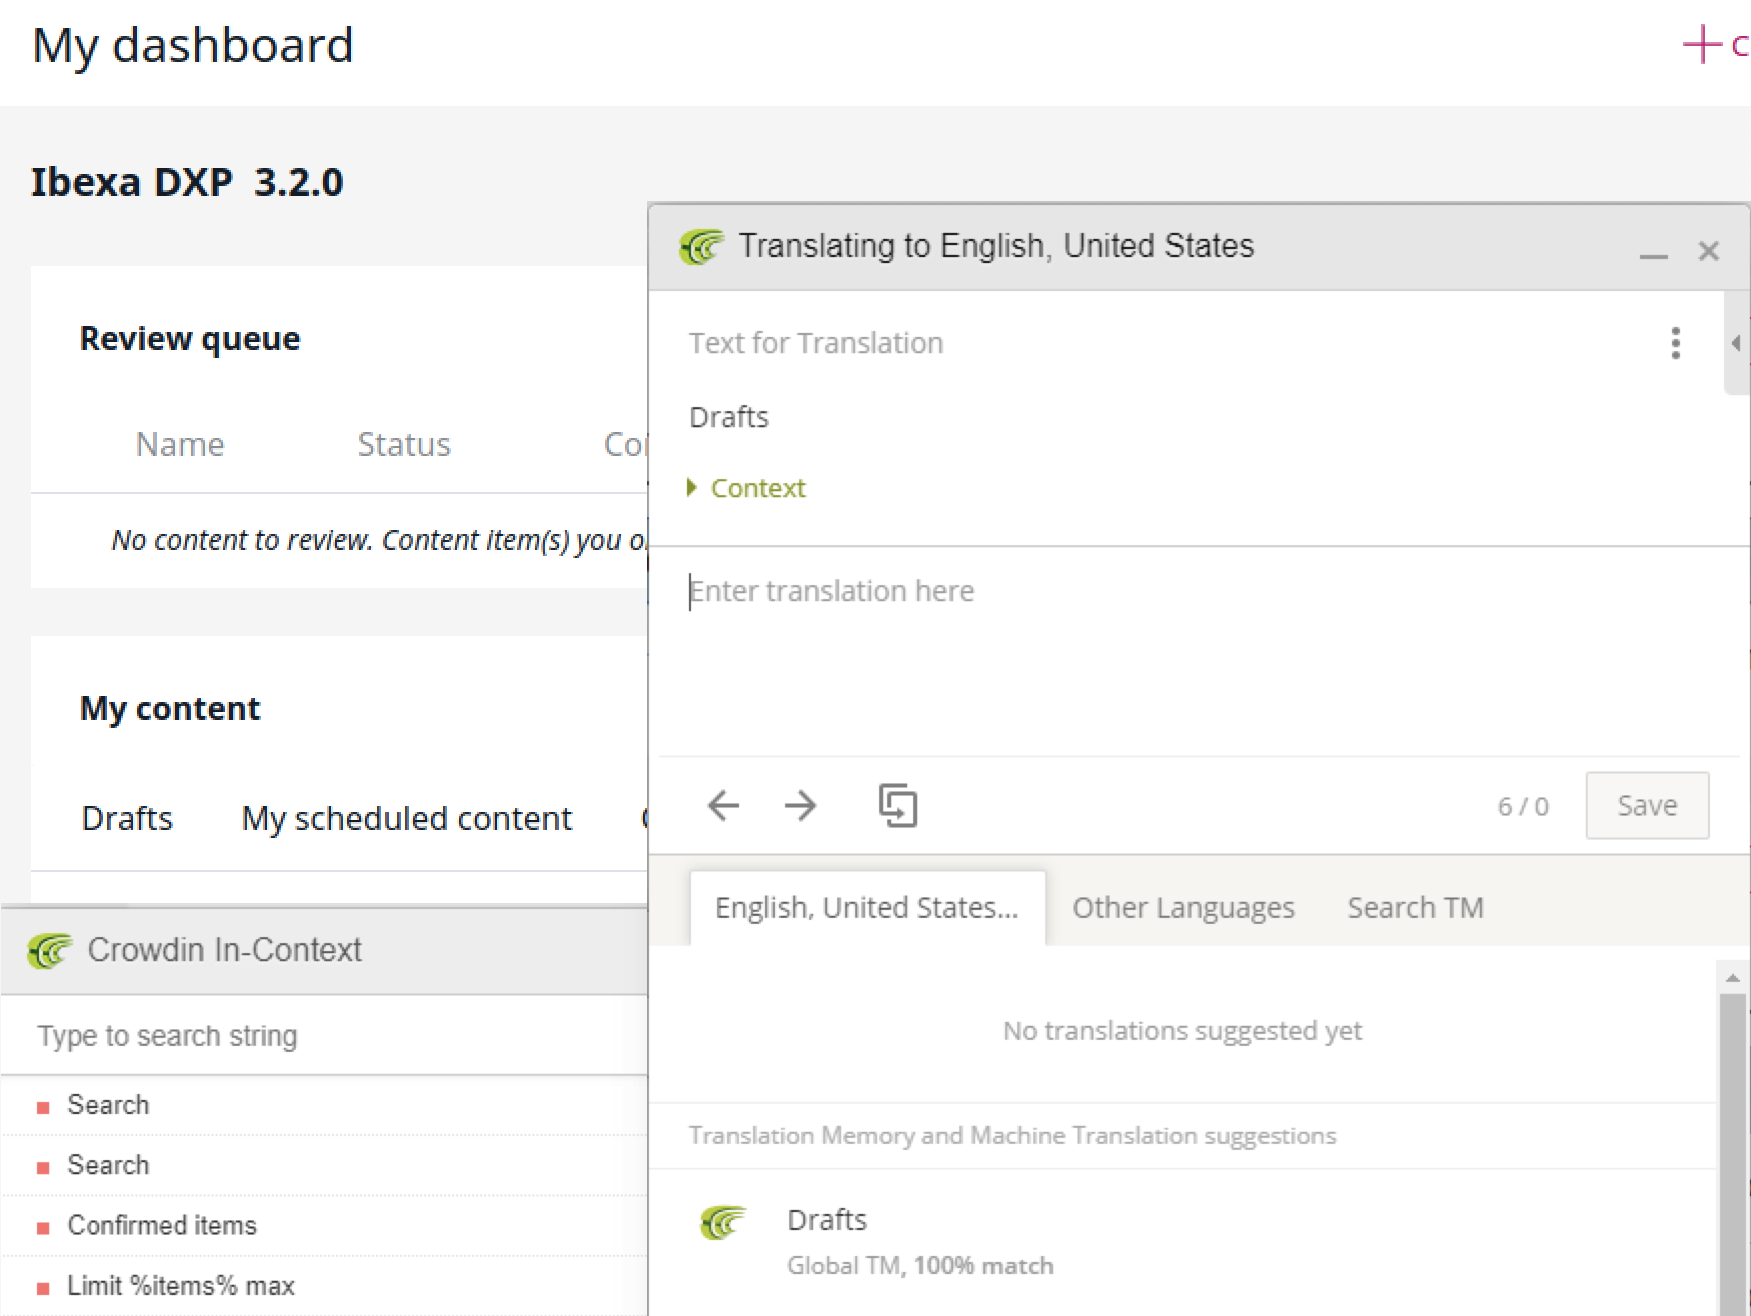 My dashboard
C
Ibexa DXP 3.2.0
Review queue
Name Status
No content to review. Content item(s) you
My content
Drafts My scheduled content
Crowdin In-Context
Type to search string
Search
Search
Confirmed items
Limit %items% max
Translating to English, United States
Text for Translation
Drafts
Context
Enter translation here
6 / 0 Save
English, United States... Other Languages Search TM
No translations suggested yet
Translation Memory and Machine Translation suggestions
Drafts
Global TM, 100% match